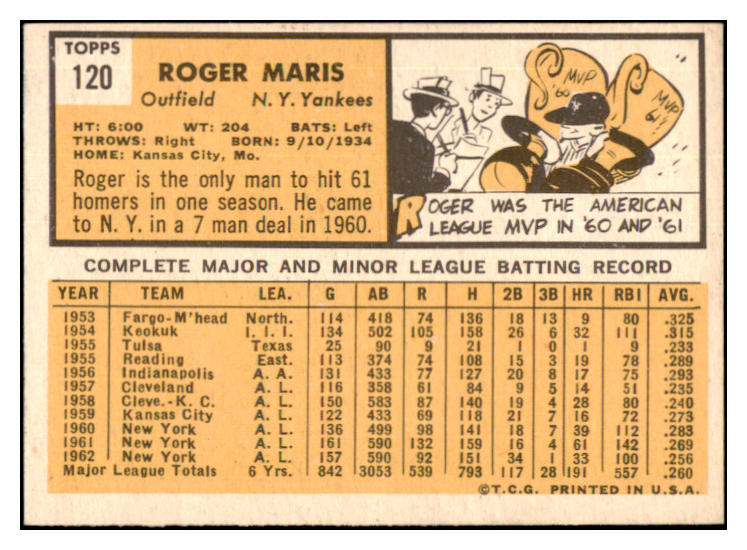 TOPPS
120
ROGER MARIS
Outfield N. Y. Yankees
HT: 6:00 WT: 204 BATS: Left
THROWS: Right BORN: 9/10/1934
HOME: Kansas City, Mo.
Roger is the only man to hit 61
homers in one season. He came
to N. Y. in a 7 man deal in 1960.
MVP
'60
MVP
'61
ROGER WAS THE AMERICAN
LEAGUE MVP IN '60 AND '61
COMPLETE MAJOR AND MINOR LEAGUE BATTING RECORD
YEAR TEAM LEA. G AB R H 2B 3B HR RBI AVG.
1953 Fargo-M'head North. 114 418 74 136 18 13 9 80 .325
1954 Keokuk I. I. I. 134 502 105 158 26 6 32 111 .315
1955 Tulsa Texas 25 90 9 21 1 0 1 9 .233
1955 Reading East. 113 374 74 108 15 3 19 78 .289
1956 Indianapolis A. A. 131 433 77 127 20 8 17 75 .293
1957 Cleveland A. L. 116 358 61 84 9 5 14 51 .235
1958 Cleve.-K. C. A. L. 150 583 87 140 19 4 28 80 .240
1959 Kansas City A. L. 122 433 69 118 21 7 16 72 .273
1960 New York A. L. 136 499 98 141 18 7 39 112 .283
1961 New York A. L. 161 590 132 159 16 4 61 142 .269
1962 New York A. L. 157 590 92 151 34 1 33 100 .256
Major League Totals 6 Yrs. 842 3053 539 793 117 28 191 557 .260
©T.C.G. PRINTED IN U.S.A.